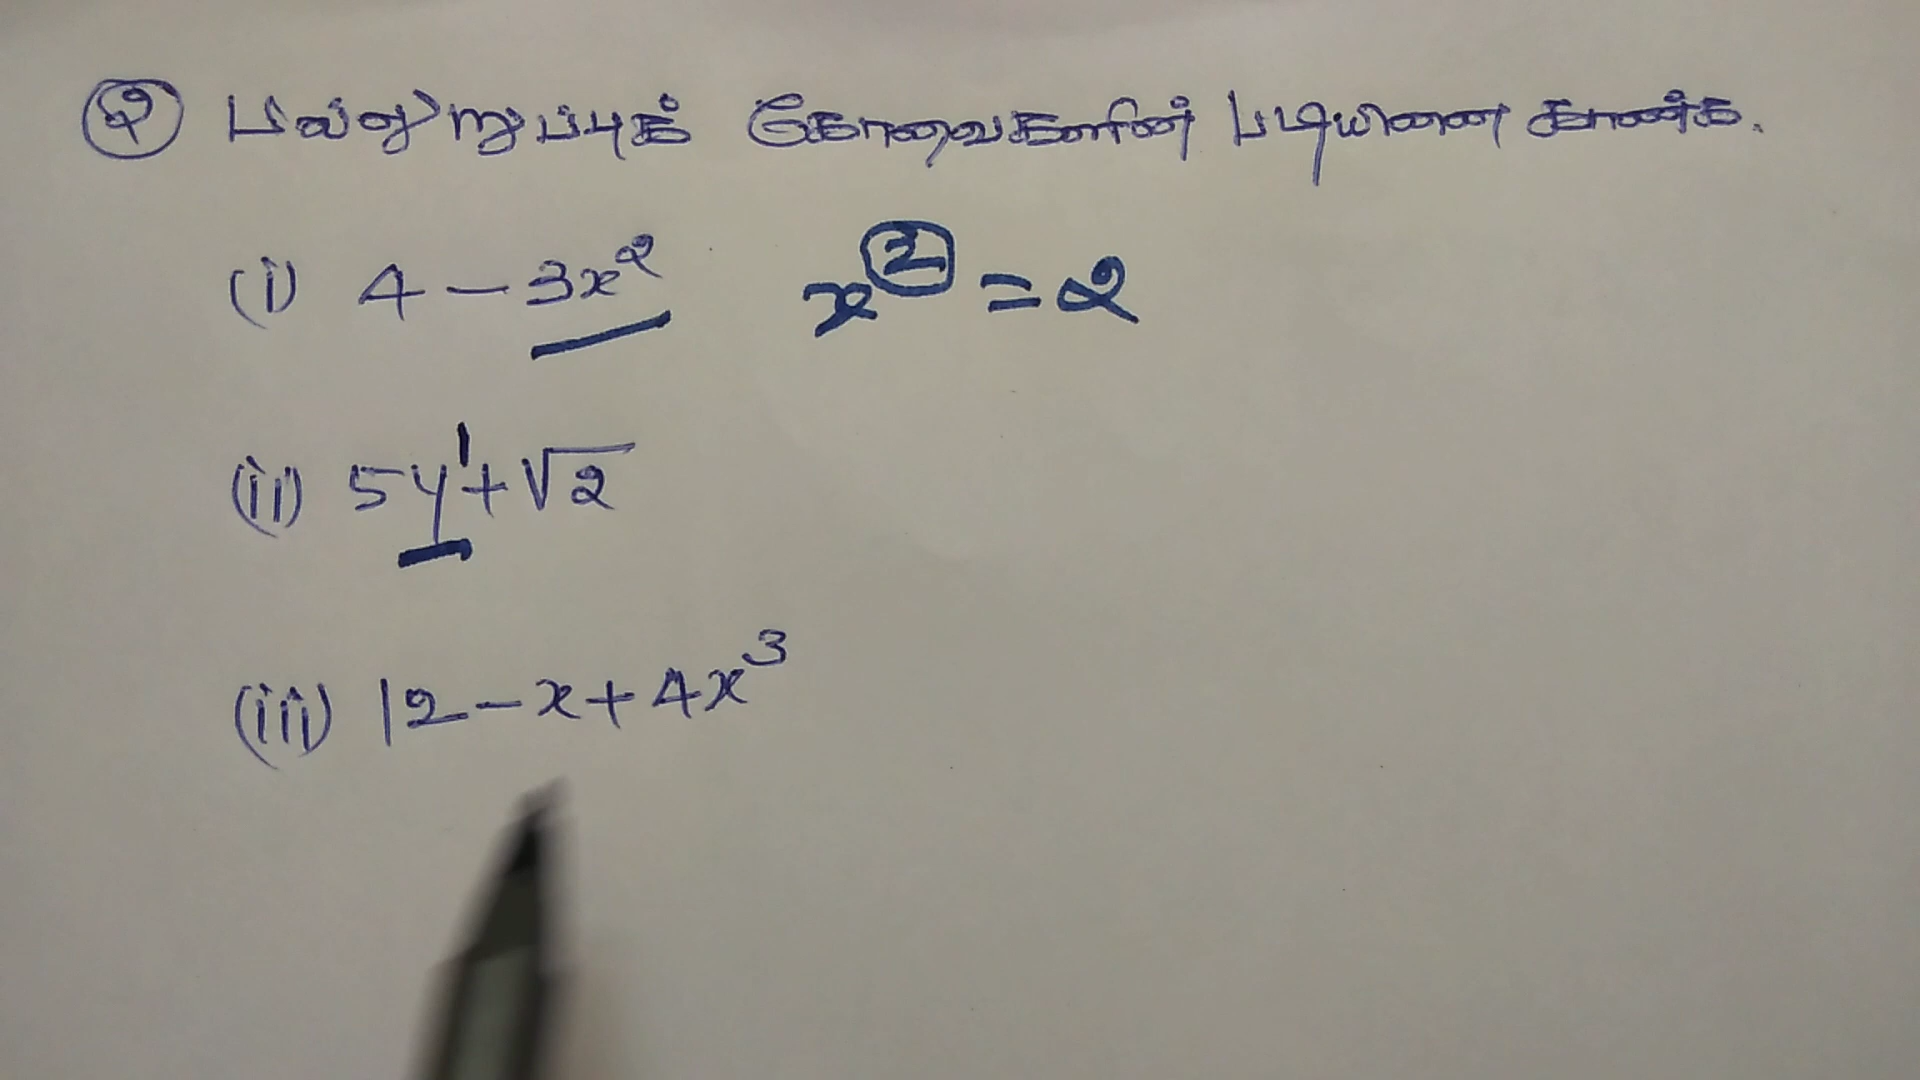 ② பல்லுறுப்புக் கோவைகளின் படியினை காண்க.
(i) 4 - 3x² x² = 2
(ii) 5y¹ + √2
(iii) 12 - x + 4x³